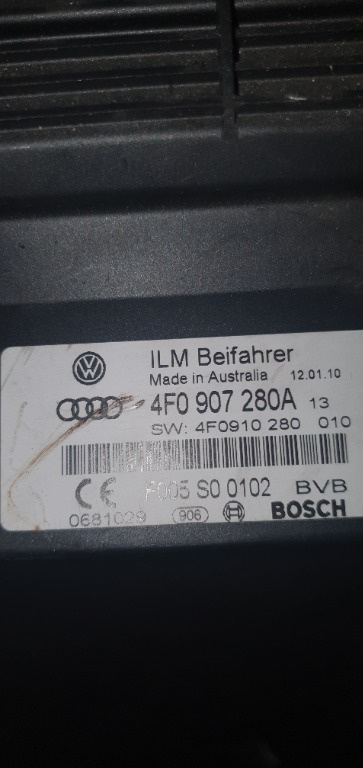 ILM Beifahrer
Made in Australia 12.01.10
4F0 907 280A 13
SW: 4F0910 280 010
CE F005 S0 0102 BVB
0681029 906 BOSCH